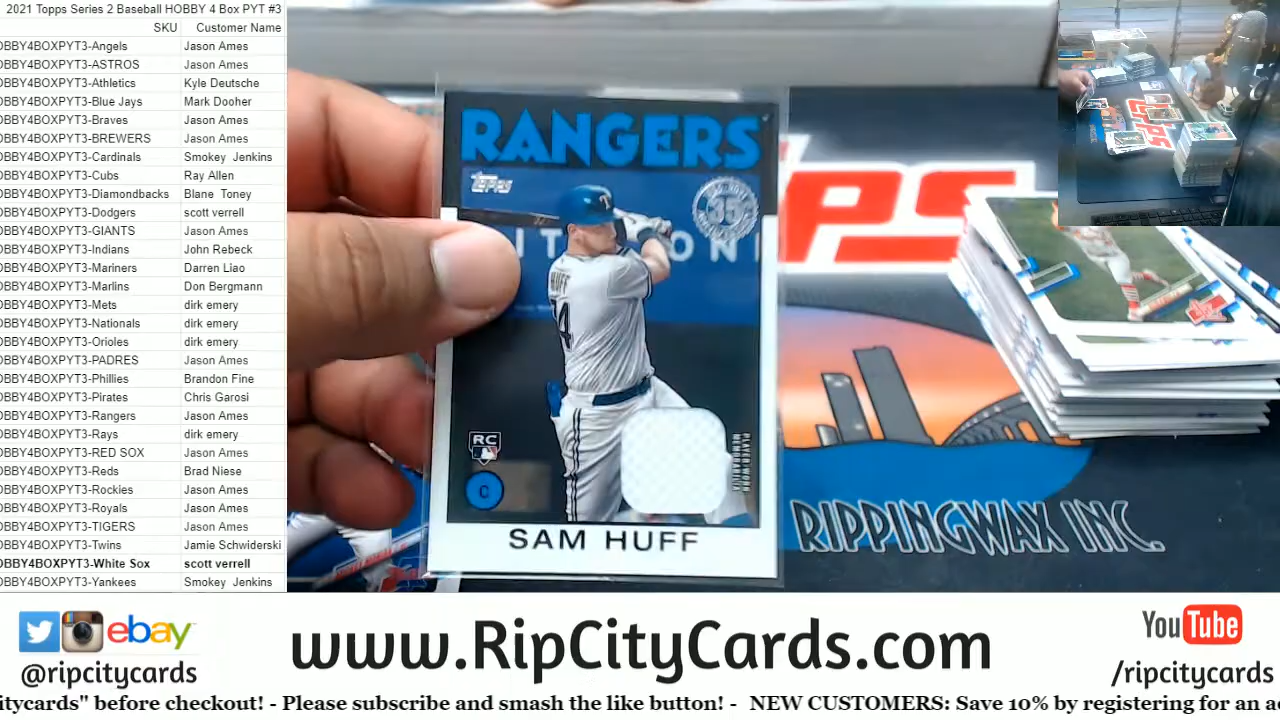 2021 Topps Series 2 Baseball HOBBY 4 Box PYT #3
SKU Customer Name
OBBY4BOXPYT3-Angels Jason Ames
OBBY4BOXPYT3-ASTROS Jason Ames
OBBY4BOXPYT3-Athletics Kyle Deutsche
OBBY4BOXPYT3-Blue Jays Mark Dooher
OBBY4BOXPYT3-Braves Jason Ames
OBBY4BOXPYT3-BREWERS Jason Ames
OBBY4BOXPYT3-Cardinals Smokey Jenkins
OBBY4BOXPYT3-Cubs Ray Allen
OBBY4BOXPYT3-Diamondbacks Blane Toney
OBBY4BOXPYT3-Dodgers scott verrell
OBBY4BOXPYT3-GIANTS Jason Ames
OBBY4BOXPYT3-Indians John Rebeck
OBBY4BOXPYT3-Mariners Darren Liao
OBBY4BOXPYT3-Marlins Don Bergmann
OBBY4BOXPYT3-Mets dirk emery
OBBY4BOXPYT3-Nationals dirk emery
OBBY4BOXPYT3-Orioles dirk emery
OBBY4BOXPYT3-PADRES Jason Ames
OBBY4BOXPYT3-Phillies Brandon Fine
OBBY4BOXPYT3-Pirates Chris Garosi
OBBY4BOXPYT3-Rangers Jason Ames
OBBY4BOXPYT3-Rays dirk emery
OBBY4BOXPYT3-RED SOX Jason Ames
OBBY4BOXPYT3-Reds Brad Niese
OBBY4BOXPYT3-Rockies Jason Ames
OBBY4BOXPYT3-Royals Jason Ames
OBBY4BOXPYT3-TIGERS Jason Ames
OBBY4BOXPYT3-Twins Jamie Schwiderski
OBBY4BOXPYT3-White Sox scott verrell
OBBY4BOXPYT3-Yankees Smokey Jenkins
RANGERS
TOPPS
35
HUFF
RC
C
PLAYER-WORN
MEMORABILIA
SAM HUFF
PS
RIPPINGWAX INC.
ebay
@ripcitycards
www.RipCityCards.com
YouTube
/ripcitycards
itycards" before checkout! - Please subscribe and smash the like button! - NEW CUSTOMERS: Save 10% by registering for an a